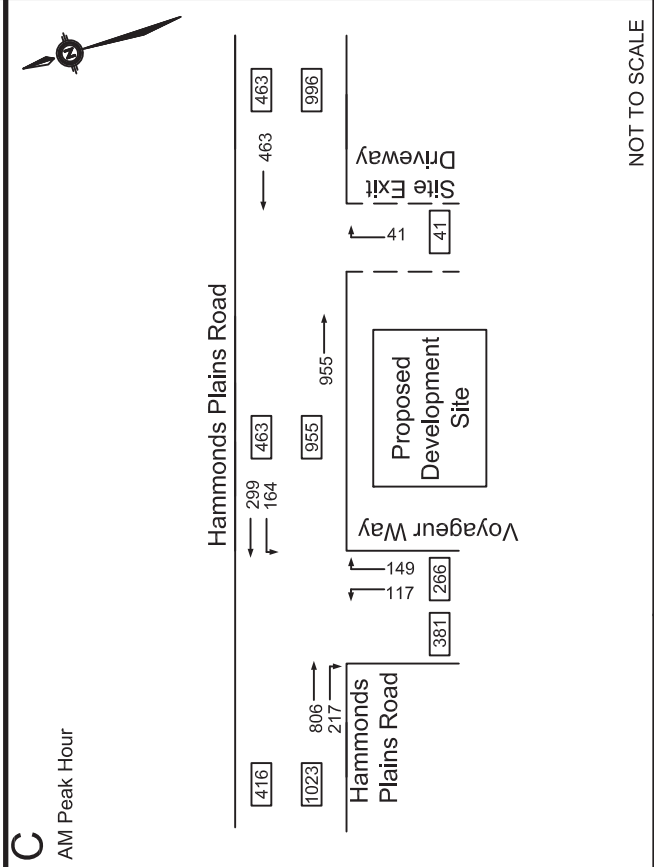 C
AM Peak Hour
N
Hammonds Plains Road
416
299
164
463
463
463
1023
806
217
955
955
996
Hammonds
Plains Road
117
149
381
266
Voyageur Way
Proposed
Development
Site
41
41
Site Exit
Driveway
NOT TO SCALE